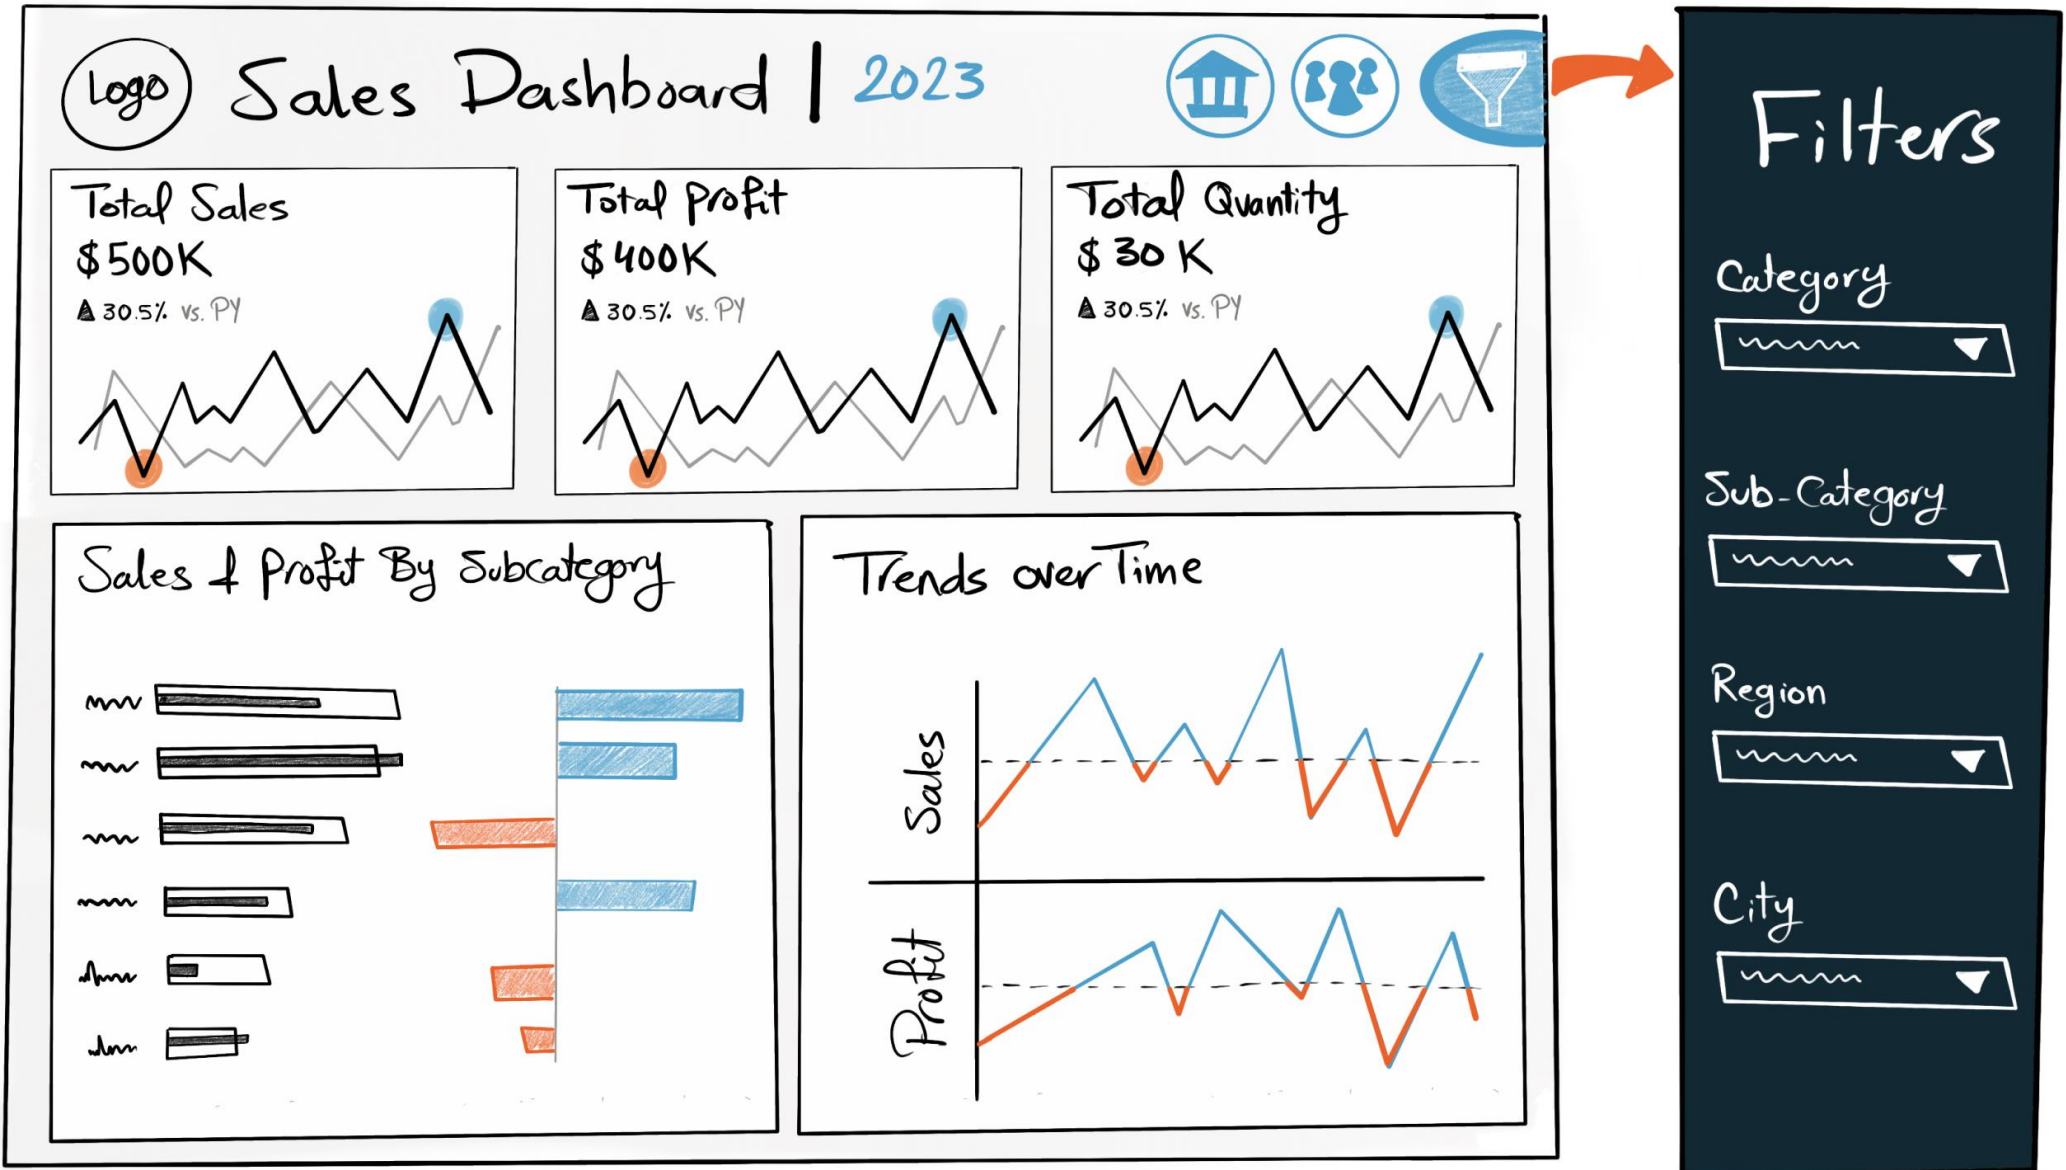 Logo
Sales Dashboard | 2023
Total Sales
$500K
▲ 30.5% vs. PY
Total Profit
$400K
▲ 30.5% vs. PY
Total Quantity
$ 30 K
▲ 30.5% vs. PY
Sales & Profit By Subcategory
Trends over Time
Sales
Profit
Filters
Category
Sub-Category
Region
City